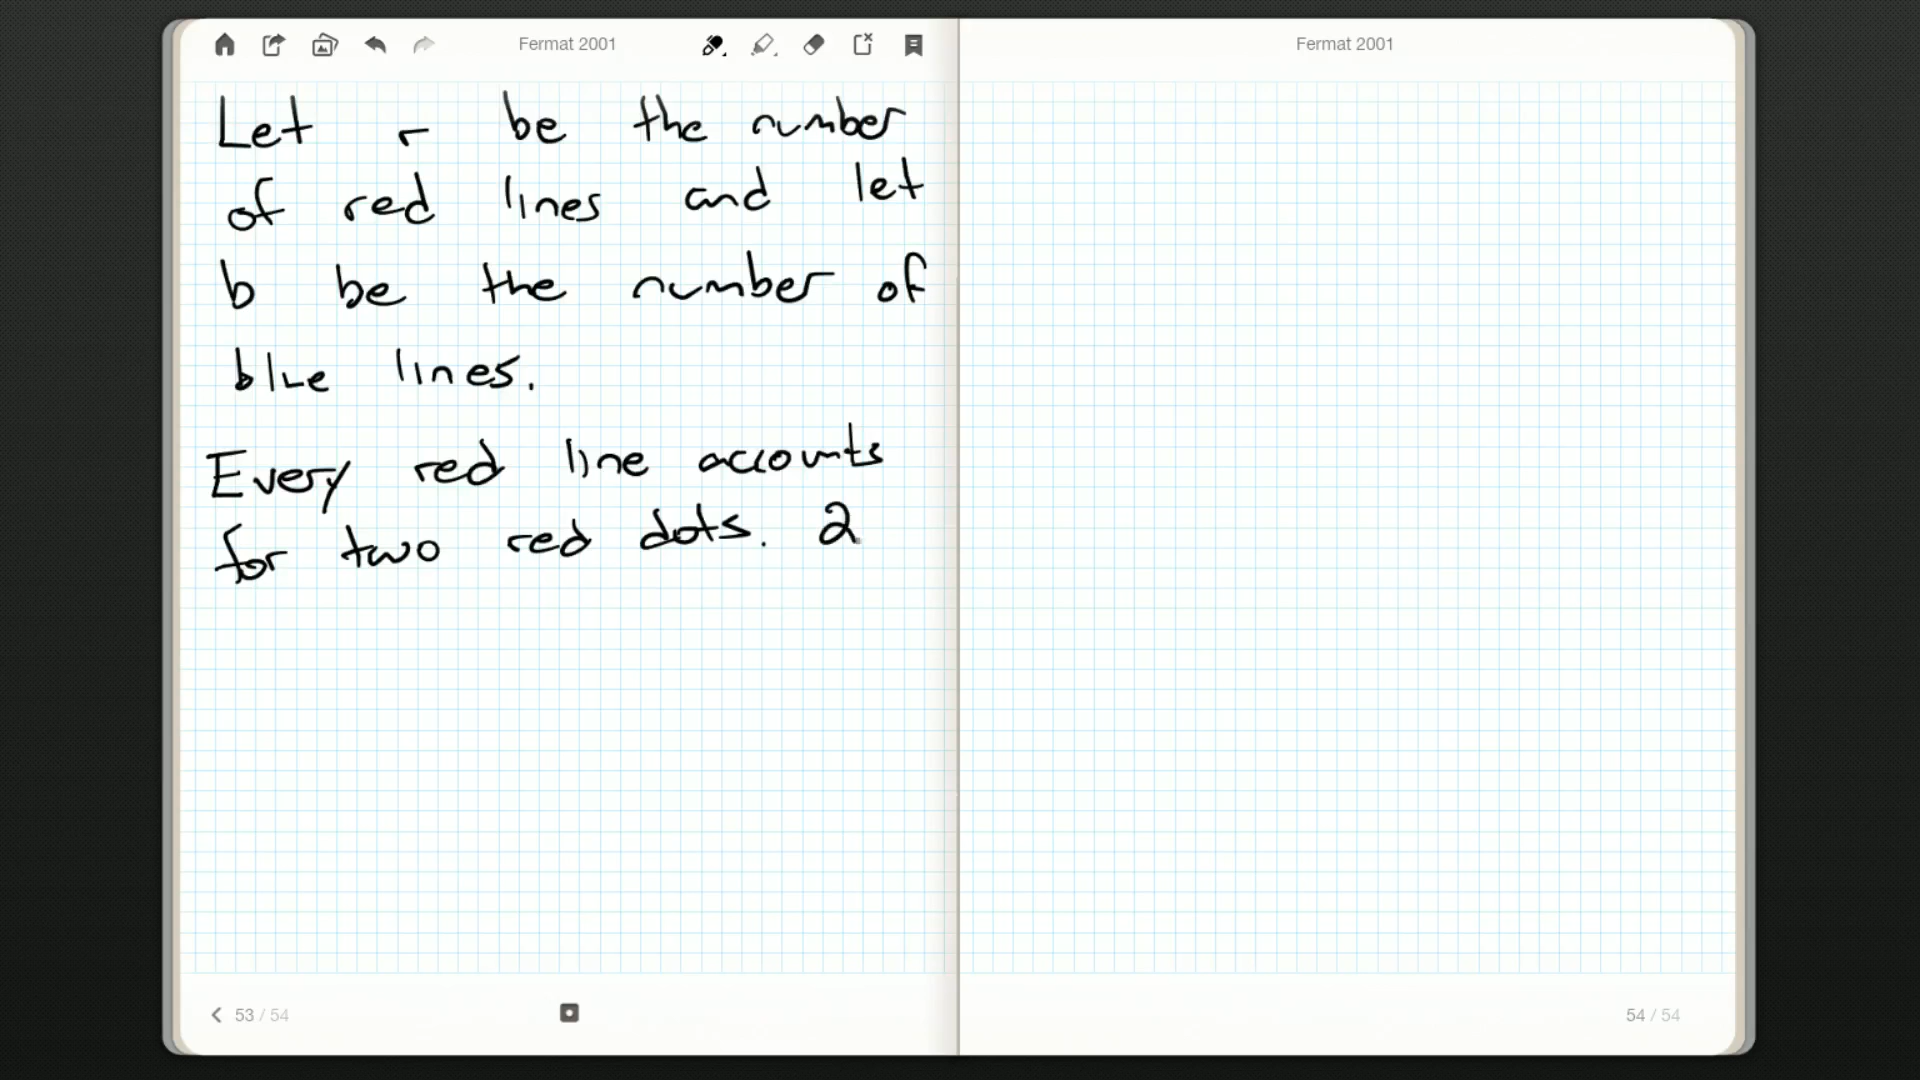 Fermat 2001
Fermat 2001
Let r be the number
of red lines and let
b be the number of
blue lines.
Every red line accounts
for two red dots. 2
53 / 54
54 / 54